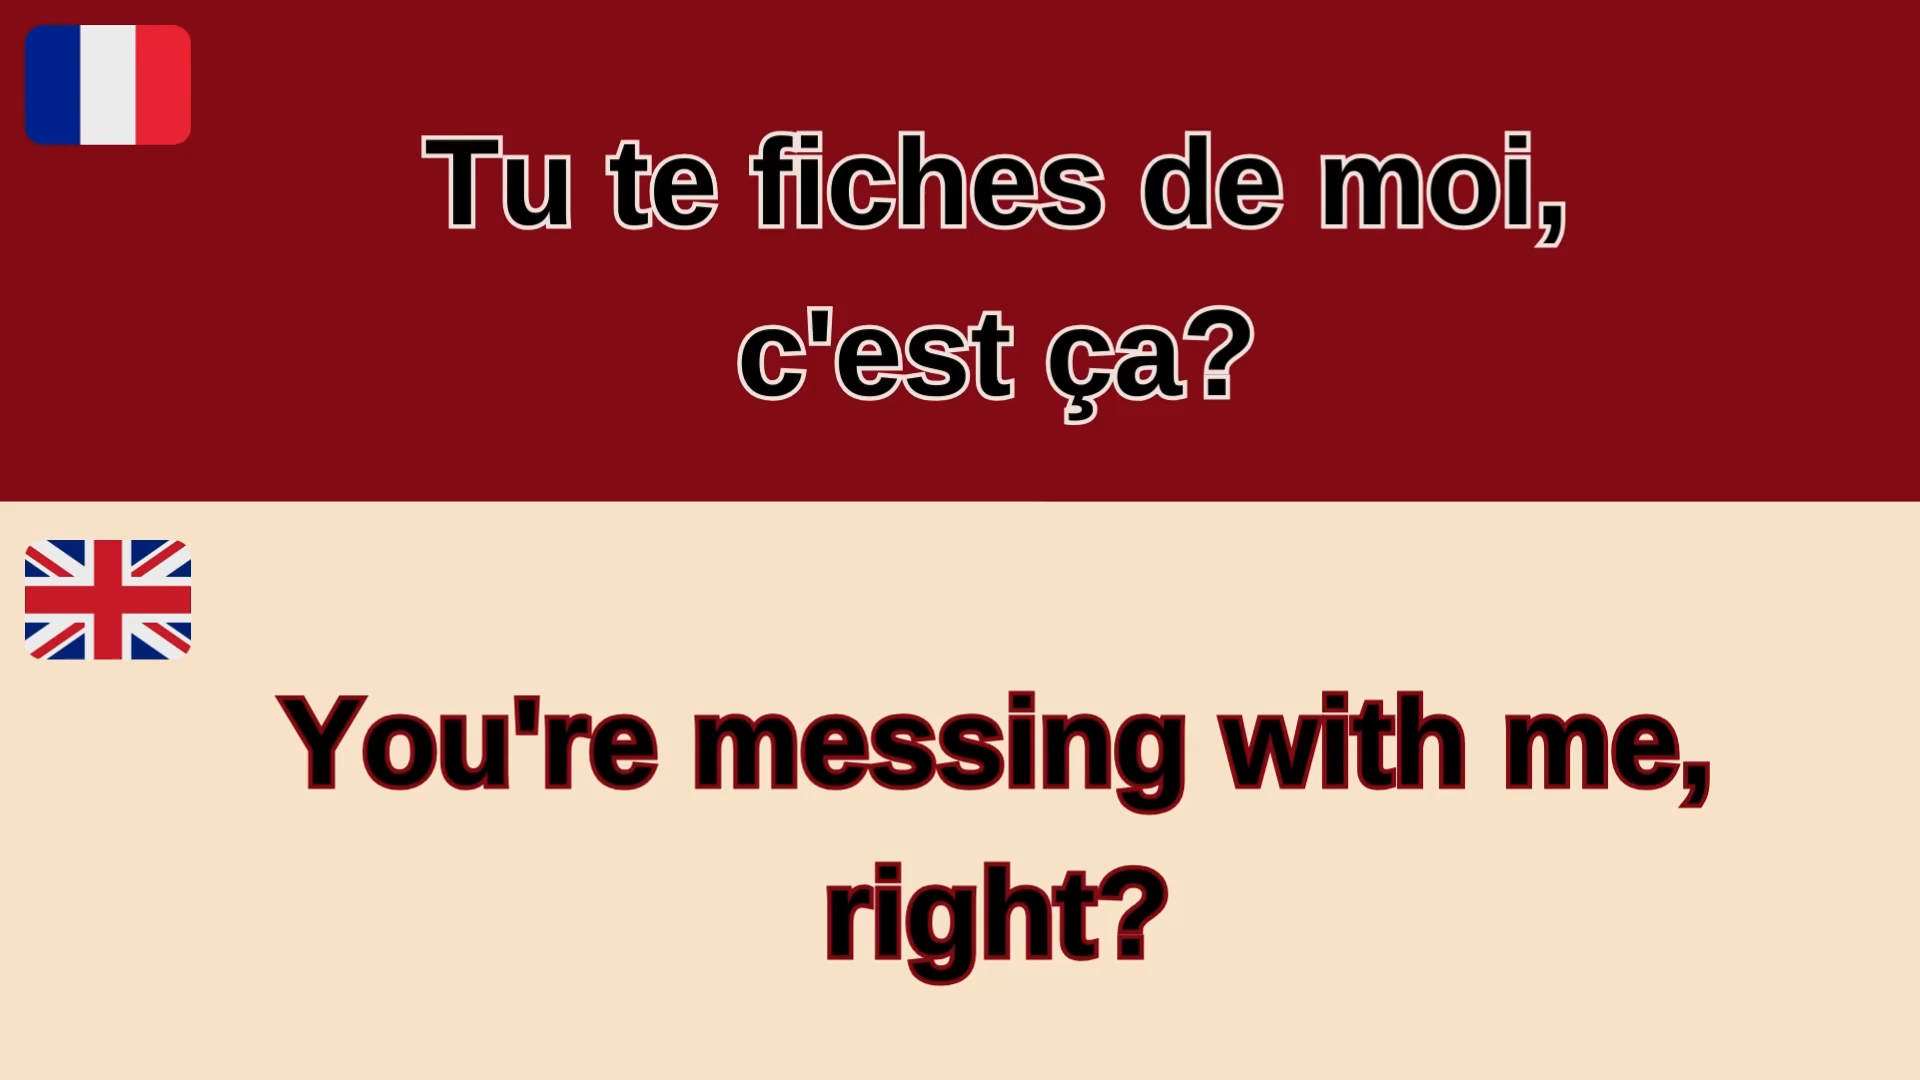 Tu te fiches de moi,
c'est ça?
You're messing with me,
right?